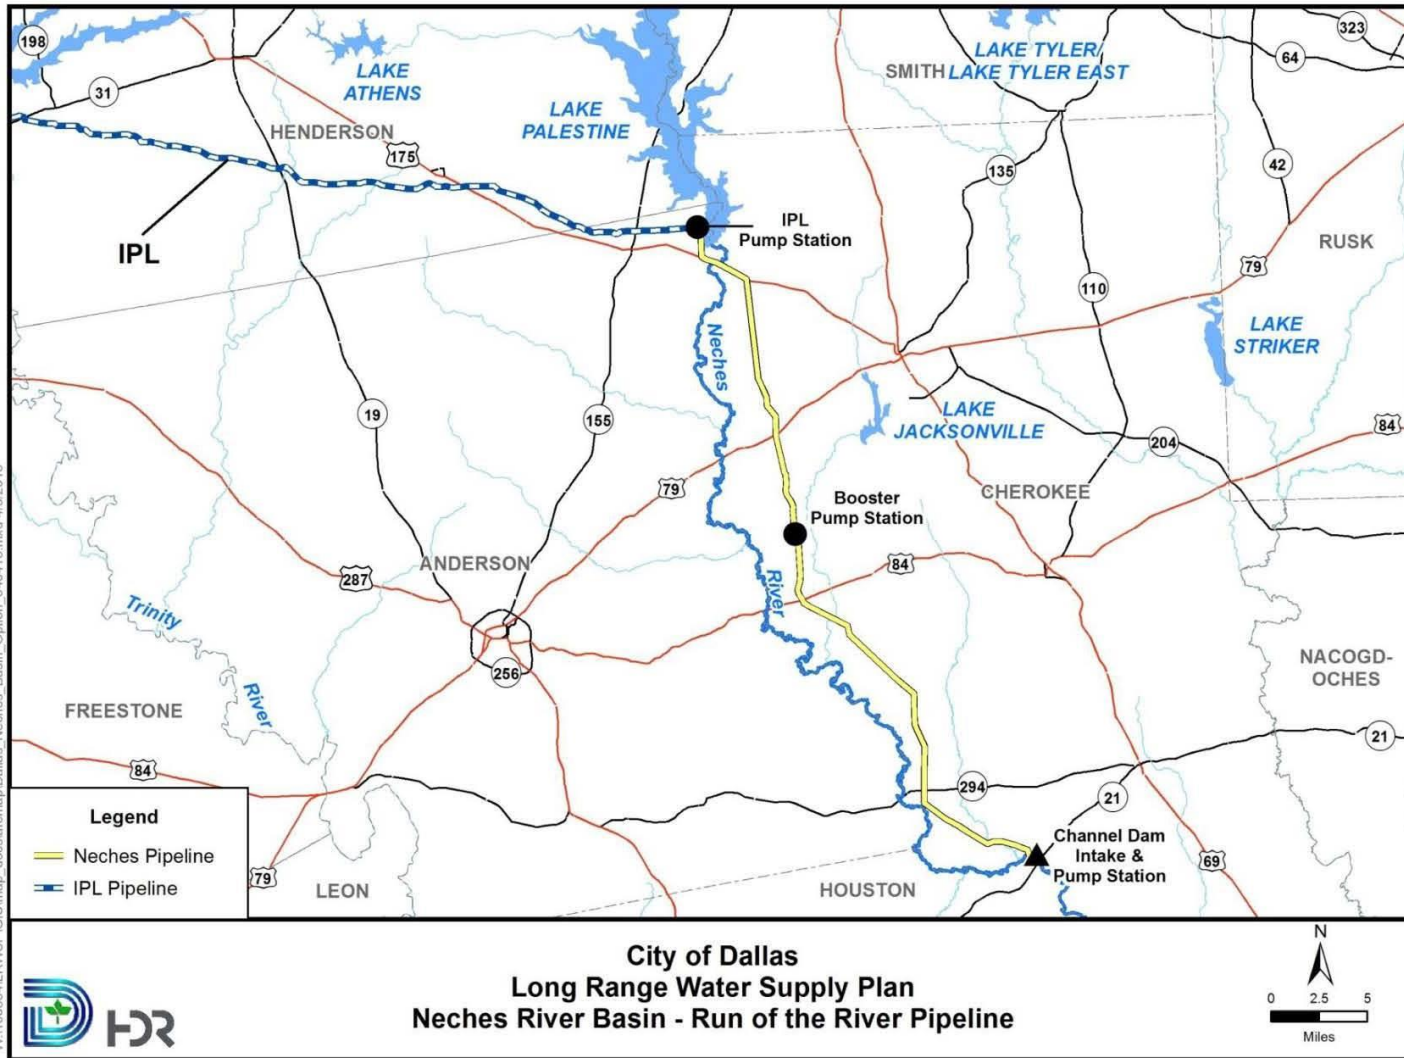 198
31
LAKE
ATHENS
HENDERSON
175
LAKE
PALESTINE
SMITH
LAKE TYLER/
LAKE TYLER EAST
323
64
135
42
IPL
IPL
Pump Station
RUSK
79
110
LAKE
STRIKER
Neches
19
155
LAKE
JACKSONVILLE
84
204
79
Booster
Pump Station
CHEROKEE
ANDERSON
84
287
River
Trinity
River
256
NACOGD-
OCHES
FREESTONE
84
21
294
21
Legend
Neches Pipeline
IPL Pipeline
79
LEON
HOUSTON
Channel Dam
Intake &
Pump Station
69
City of Dallas
Long Range Water Supply Plan
Neches River Basin - Run of the River Pipeline
D HDR
N
0 2.5 5
Miles